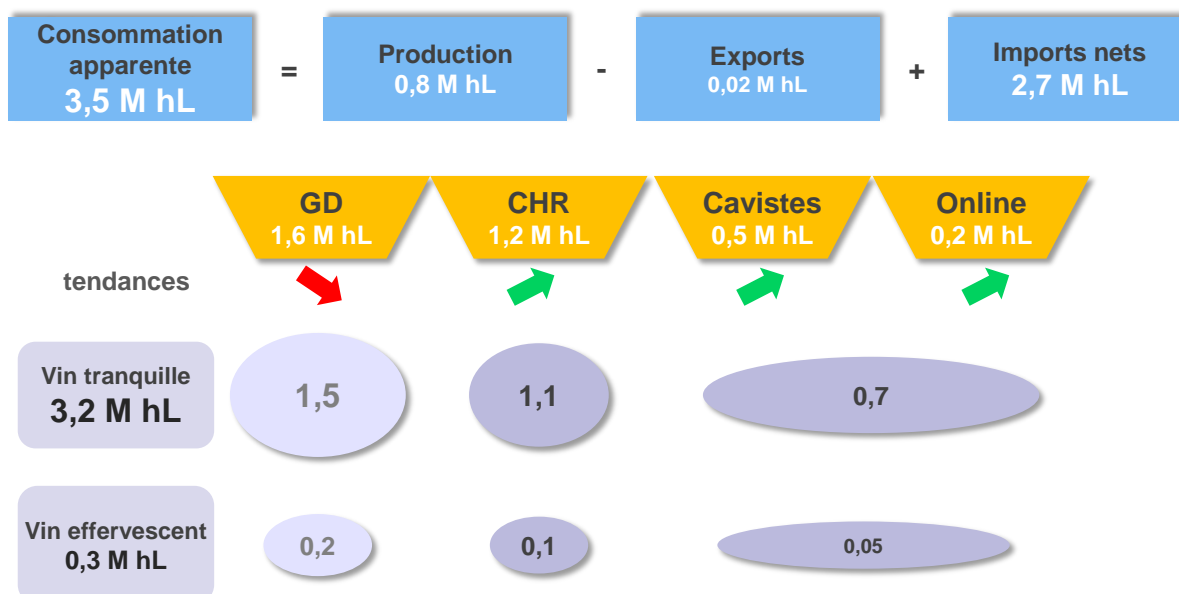 Consommation
apparente
3,5 M hL
=
Production
0,8 M hL
-
Exports
0,02 M hL
+
Imports nets
2,7 M hL
GD
1,6 M hL
CHR
1,2 M hL
Cavistes
0,5 M hL
Online
0,2 M hL
tendances
Vin tranquille
3,2 M hL
1,5
1,1
0,7
Vin effervescent
0,3 M hL
0,2
0,1
0,05